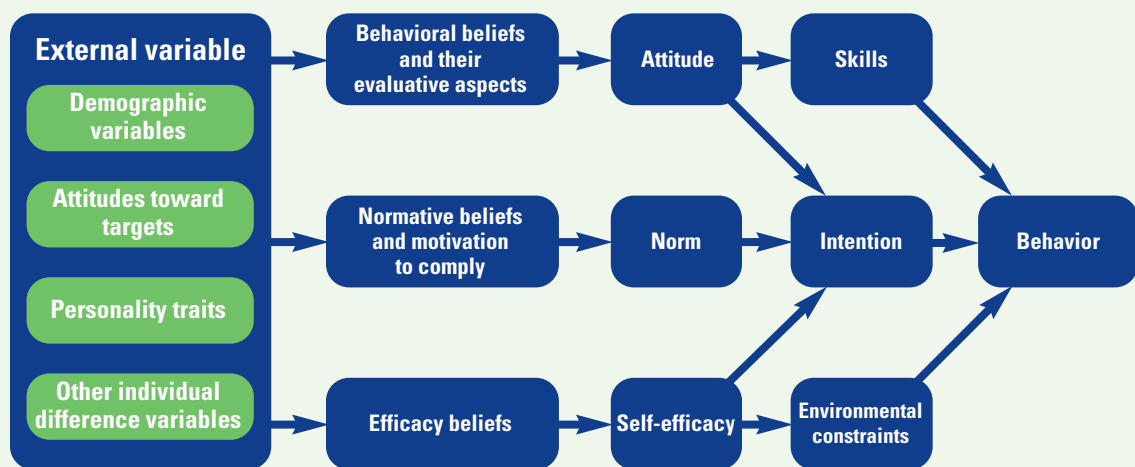 External variable
Demographic
variables
Attitudes toward
targets
Personality traits
Other individual
difference variables
Behavioral beliefs
and their
evaluative aspects
Attitude
Skills
Normative beliefs
and motivation
to comply
Norm
Intention
Behavior
Efficacy beliefs
Self-efficacy
Environmental
constraints